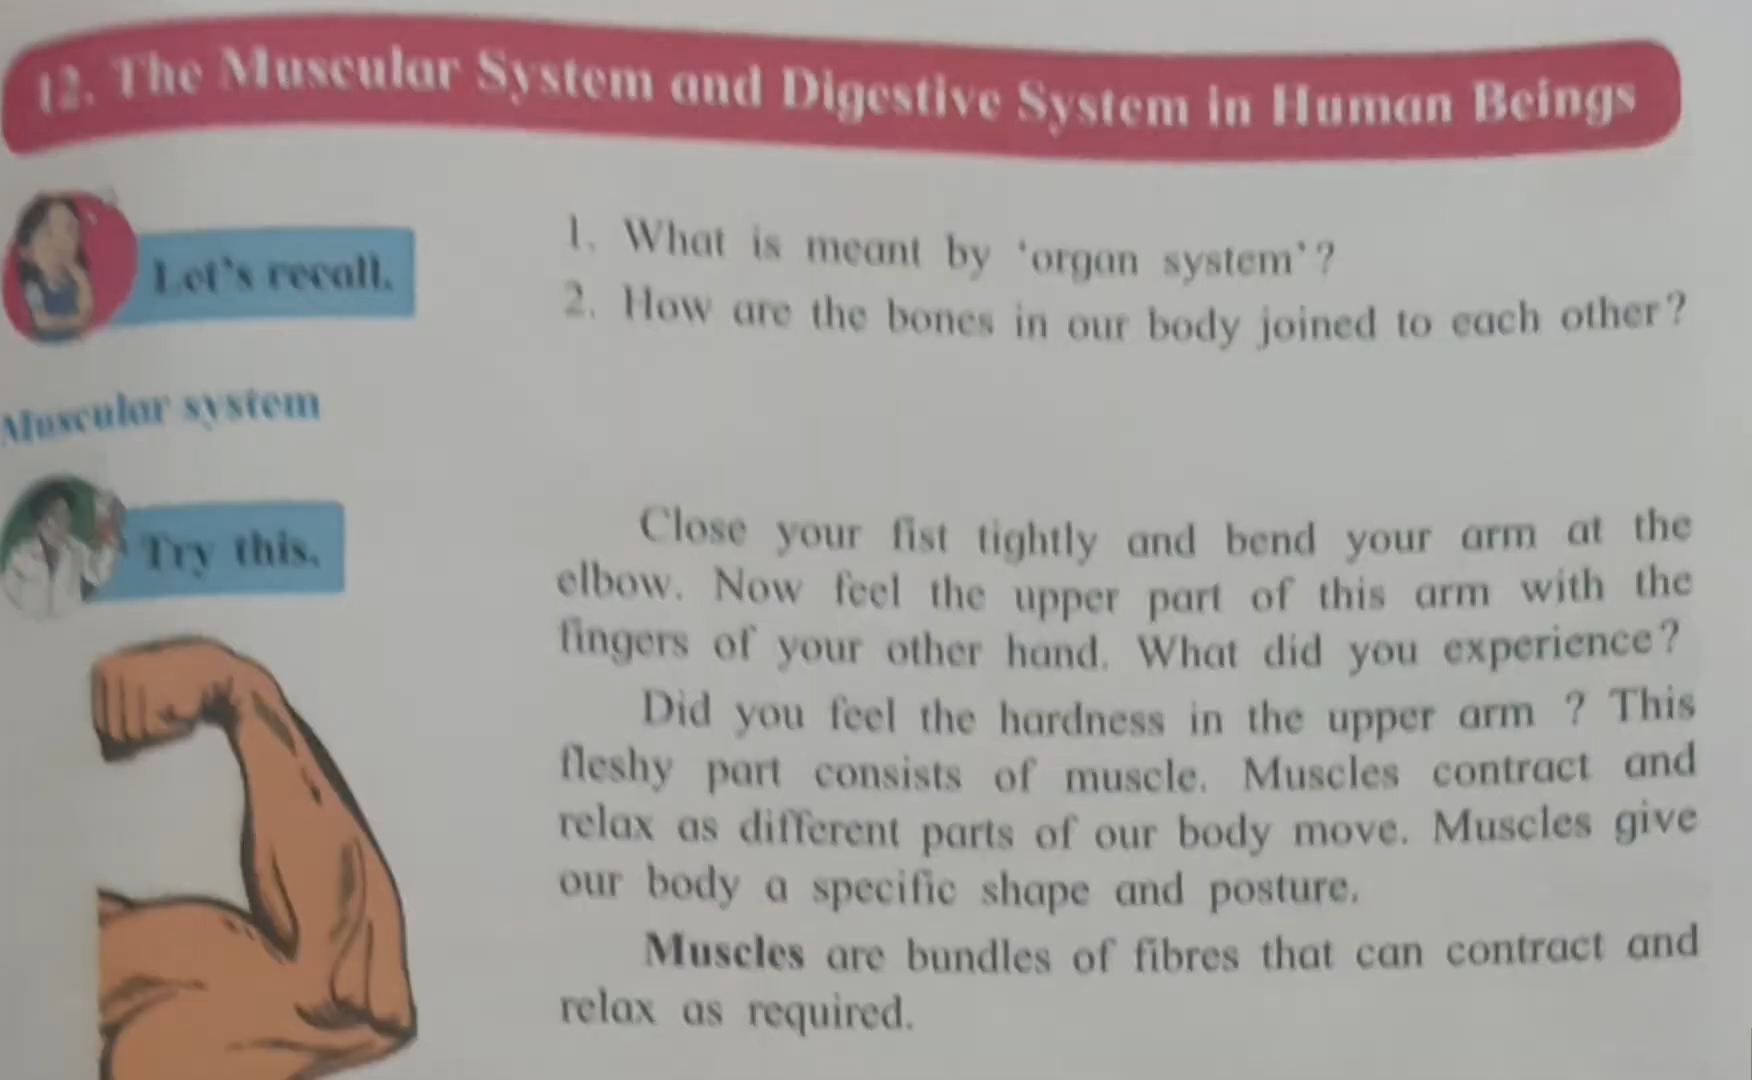 12. The Muscular System and Digestive System in Human Beings
Let's recall.
1. What is meant by 'organ system'?
2. How are the bones in our body joined to each other?
Muscular system
Try this.
Close your fist tightly and bend your arm at the
elbow. Now feel the upper part of this arm with the
fingers of your other hand. What did you experience?
Did you feel the hardness in the upper arm ? This
fleshy part consists of muscle. Muscles contract and
relax as different parts of our body move. Muscles give
our body a specific shape and posture.
Muscles are bundles of fibres that can contract and
relax as required.